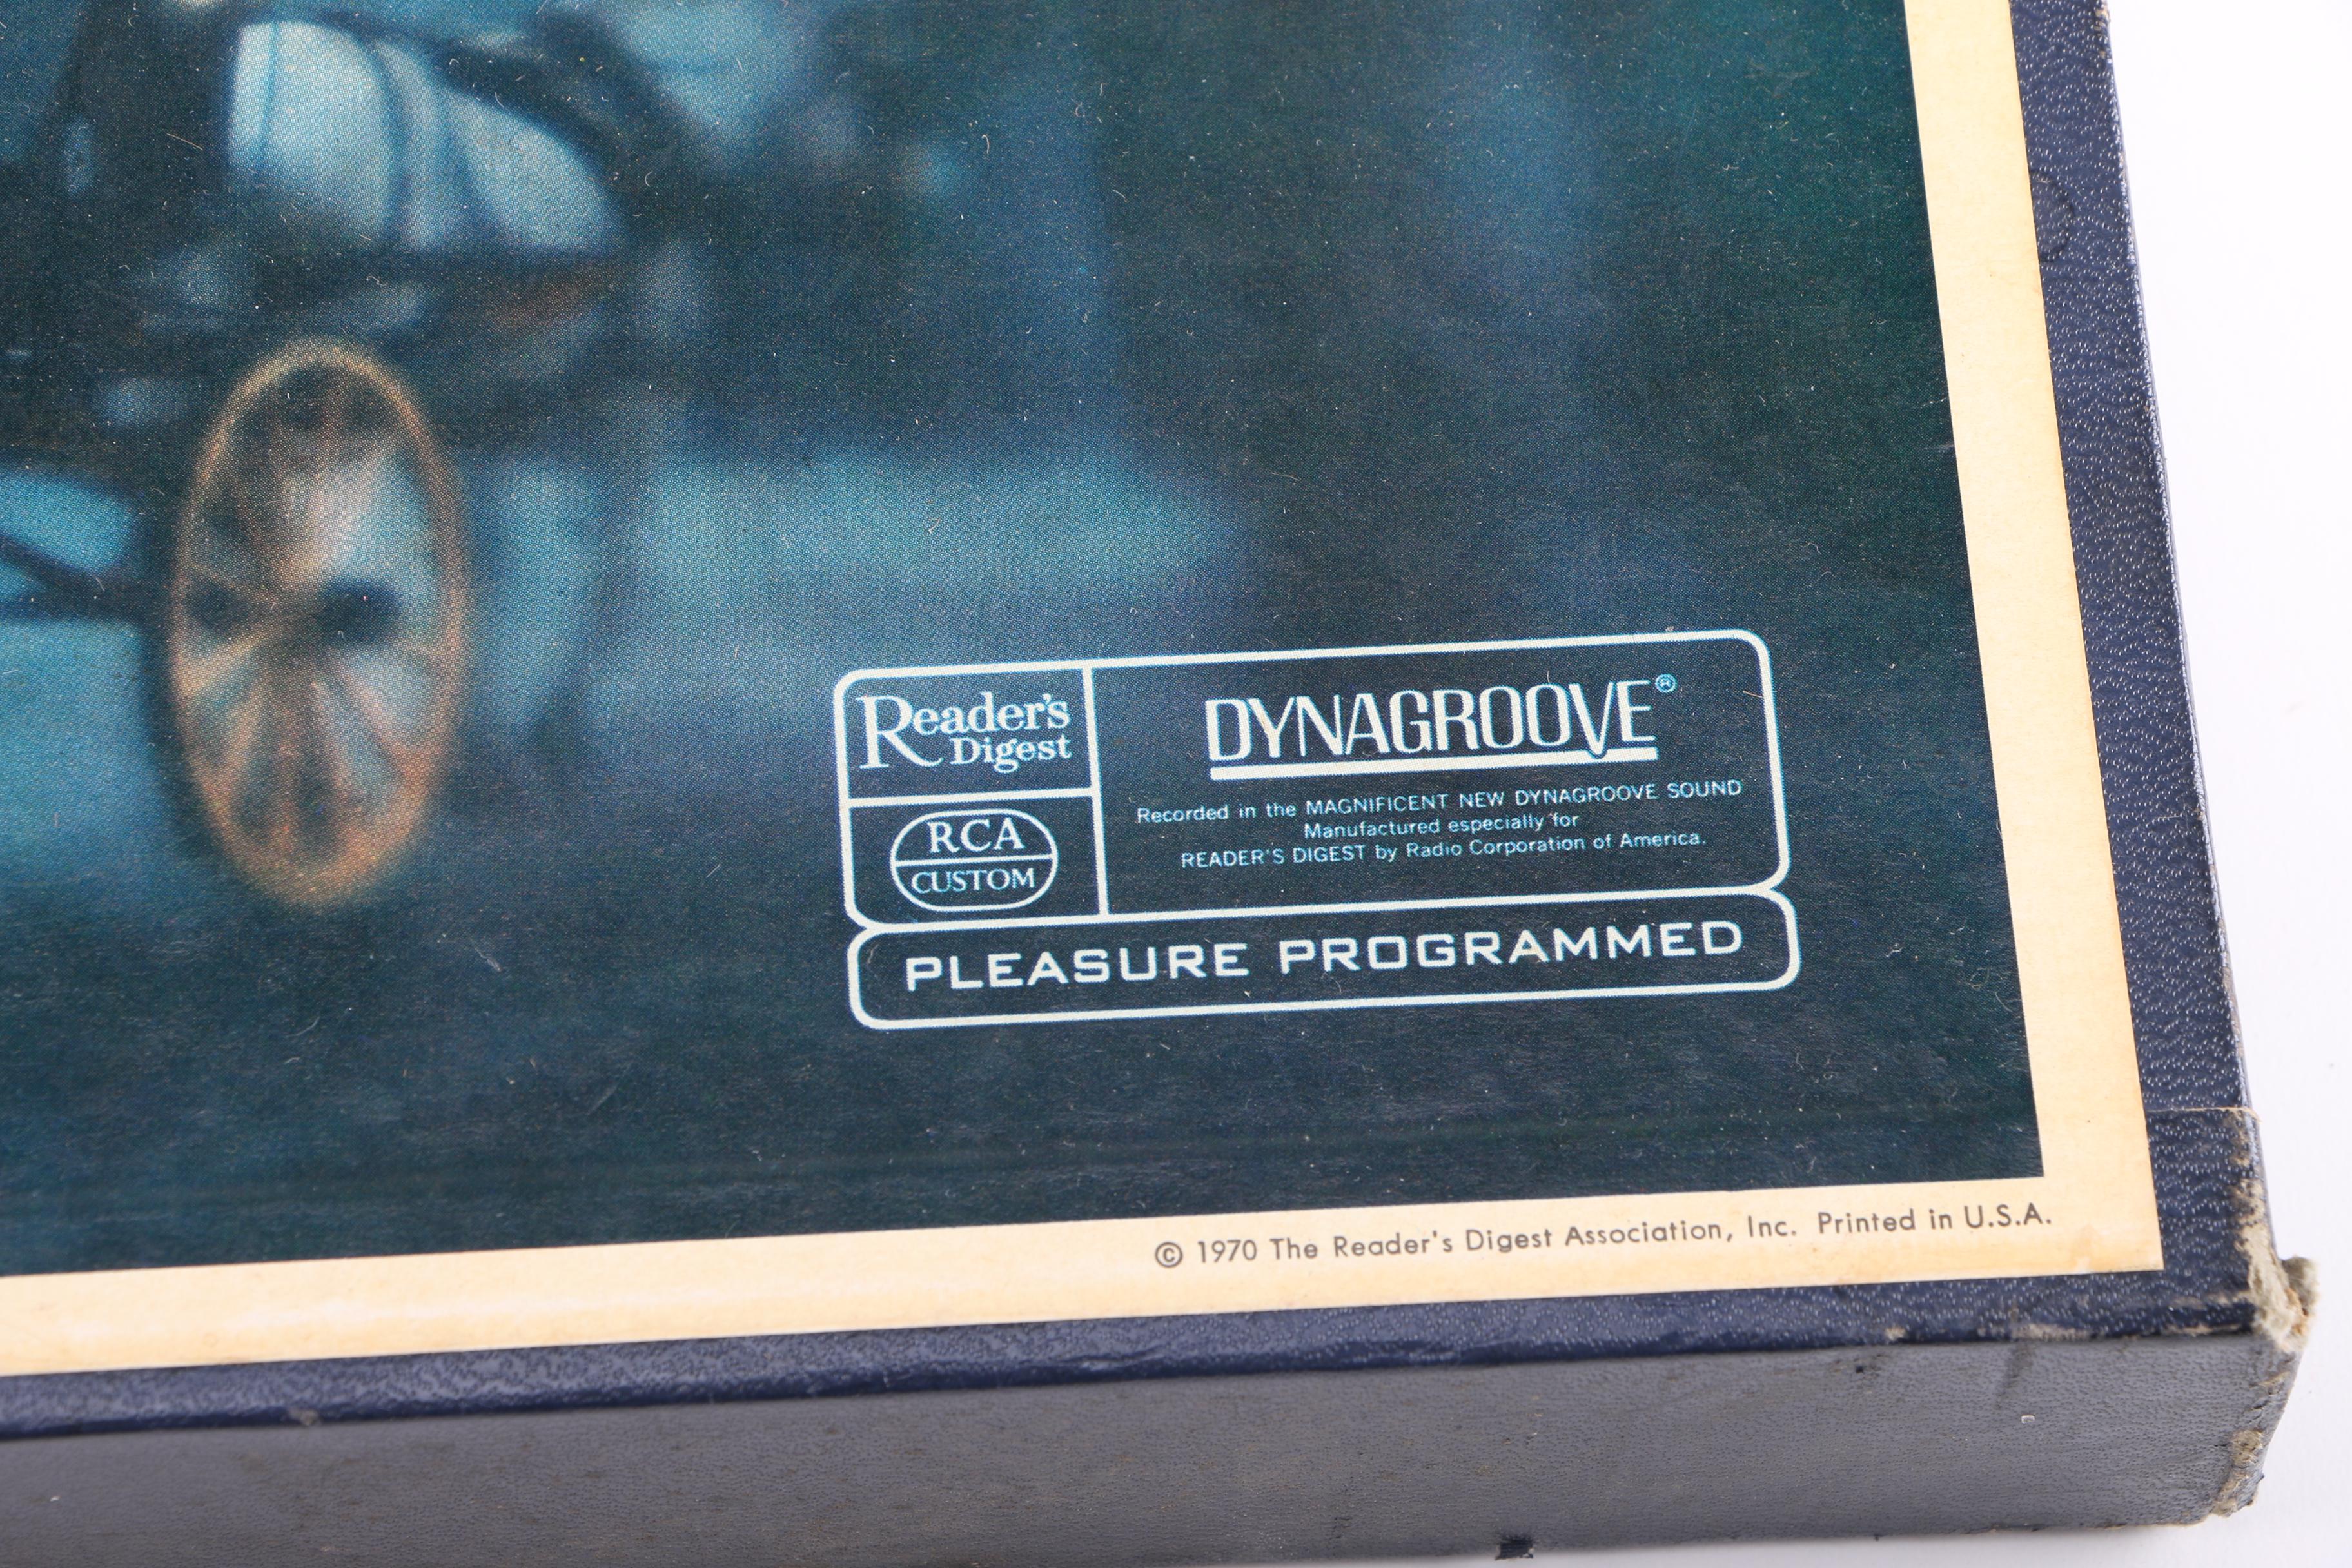 Reader's
Digest
RCA
CUSTOM
DYNAGROOVE®
Recorded in the MAGNIFICENT NEW DYNAGROOVE SOUND
Manufactured especially for
READER'S DIGEST by Radio Corporation of America.
PLEASURE PROGRAMMED
© 1970 The Reader's Digest Association, Inc. Printed in U.S.A.